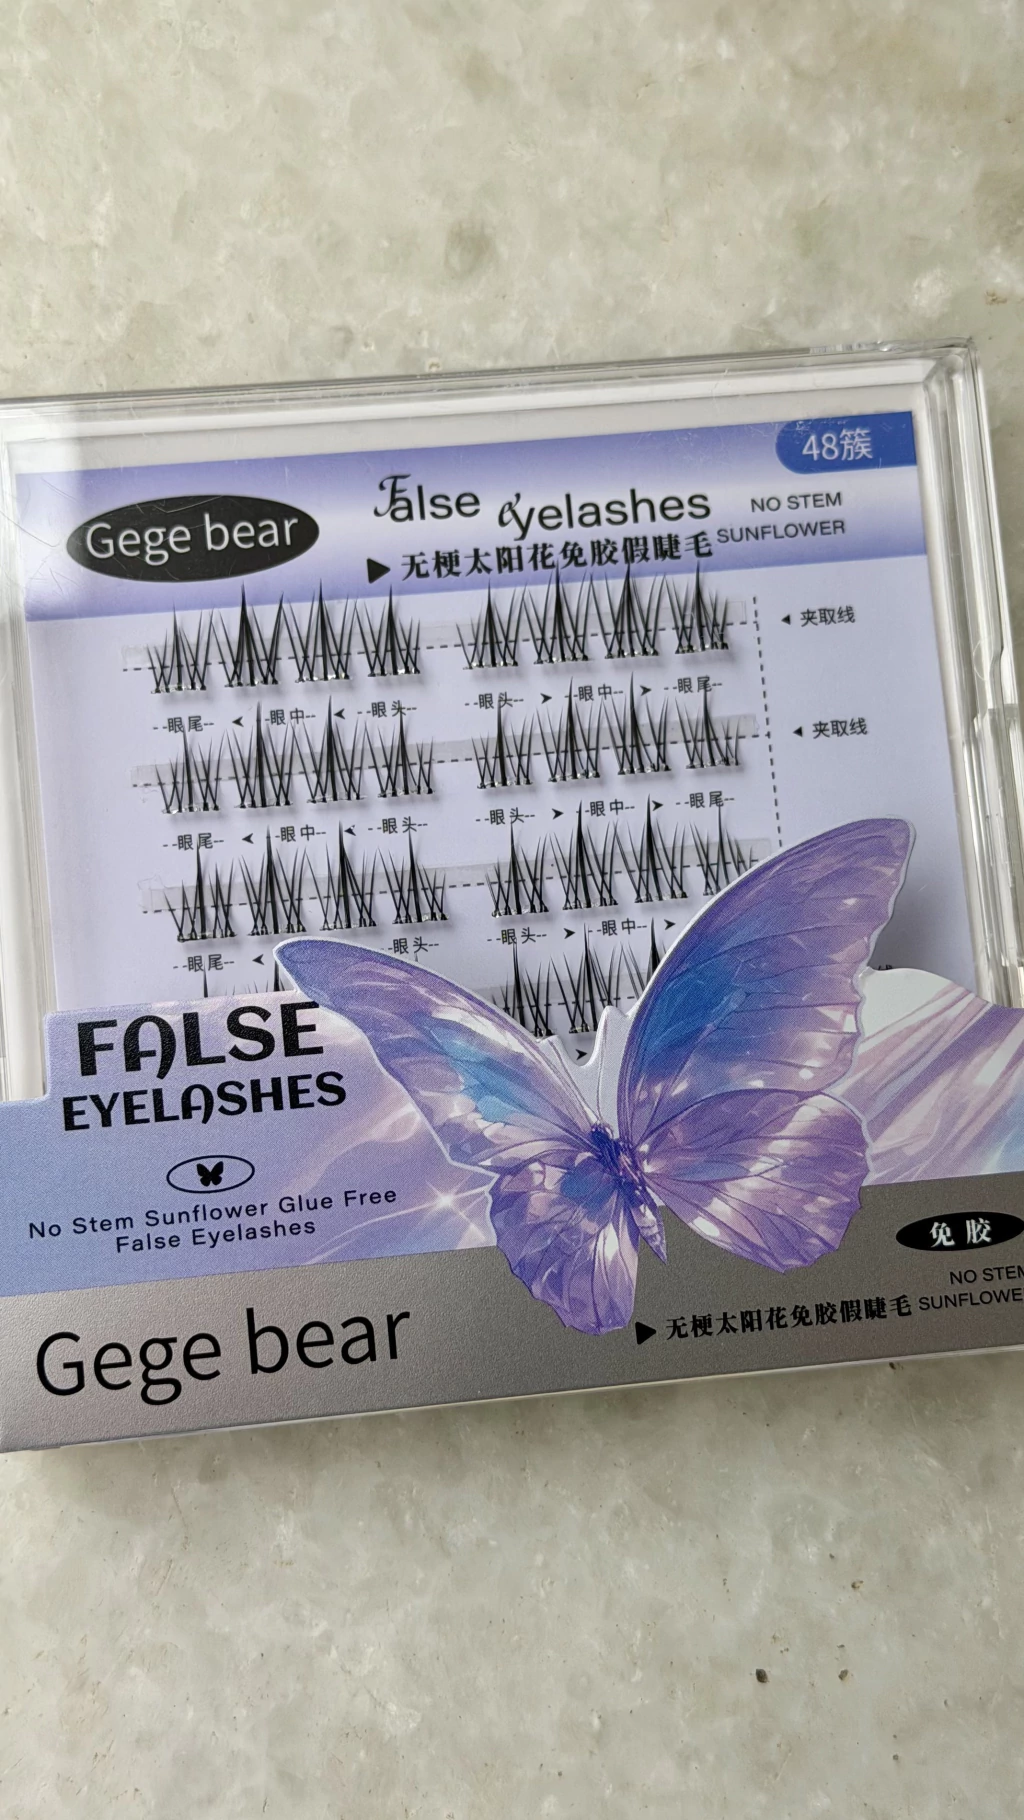 48簇
Gege bear
False eyelashes
NO STEM
SUNFLOWER
▶ 无梗太阳花免胶假睫毛
◀ 夹取线
--眼尾-- ◀ --眼中-- ◀ --眼头--
--眼头-- ➤ --眼中-- ➤ --眼尾--
◀ 夹取线
--眼尾-- ◀ --眼中-- ◀ --眼头--
--眼头-- ➤ --眼中-- ➤ --眼尾--
--眼尾-- ◀
--眼头--
--眼头-- ➤ --眼中-- ➤
FALSE
EYELASHES
No Stem Sunflower Glue Free
False Eyelashes
Gege bear
免胶
NO STEM
▶ 无梗太阳花免胶假睫毛 SUNFLOWE